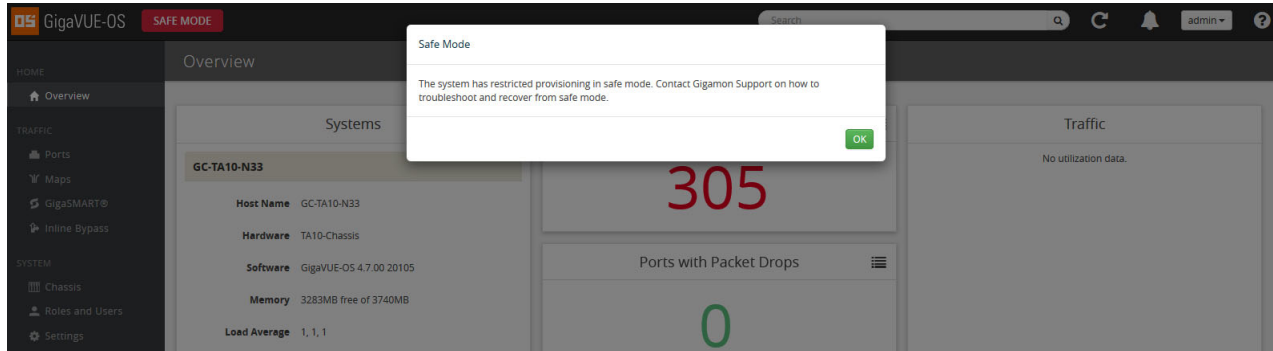 GigaVUE-OS SAFE MODE Search admin
Safe Mode
The system has restricted provisioning in safe mode. Contact Gigamon Support on how to
troubleshoot and recover from safe mode.
OK
HOME
Overview
TRAFFIC
Ports
Maps
GigaSMART®
Inline Bypass
SYSTEM
Chassis
Roles and Users
Settings
Overview
Systems
GC-TA10-N33
Host Name GC-TA10-N33
Hardware TA10-Chassis
Software GigaVUE-OS 4.7.00 20105
Memory 3283MB free of 3740MB
Load Average 1, 1, 1
305
Ports with Packet Drops
0
Traffic
No utilization data.